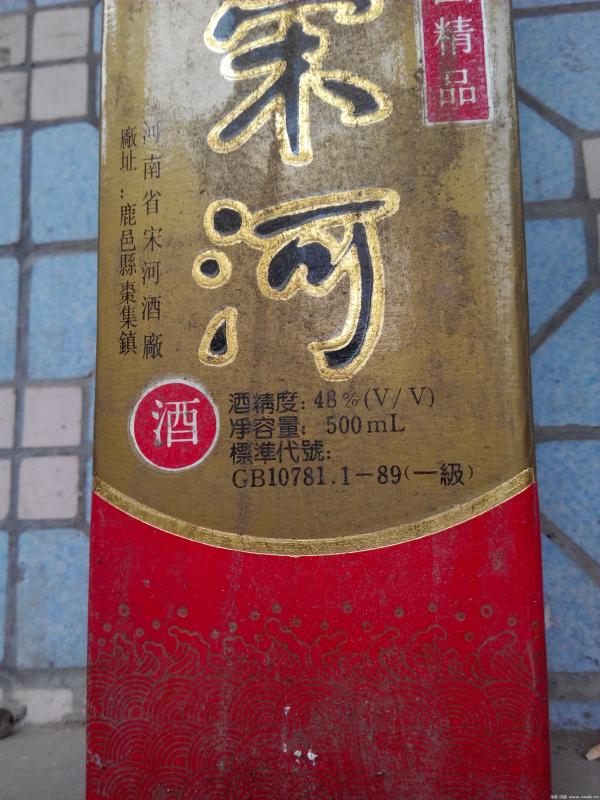 精品
宋河
河南省宋河酒廠
廠址：鹿邑縣棗集鎮
酒
酒精度：48%(V/V)
净容量：500mL
標準代號：
GB10781.1－89(一級)